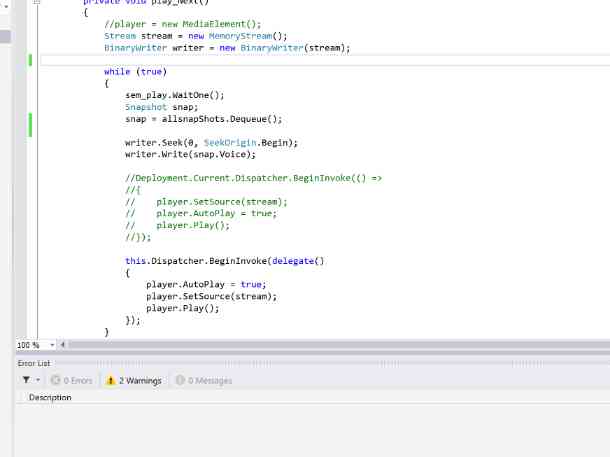 private void play_Next()
{
//player = new MediaElement();
Stream stream = new MemoryStream();
BinaryWriter writer = new BinaryWriter(stream);
while (true)
{
sem_play.WaitOne();
Snapshot snap;
snap = allsnapShots.Dequeue();
writer.Seek(0, SeekOrigin.Begin);
writer.Write(snap.Voice);
//Deployment.Current.Dispatcher.BeginInvoke(() =>
//{
//    player.SetSource(stream);
//    player.AutoPlay = true;
//    player.Play();
//});
this.Dispatcher.BeginInvoke(delegate()
{
player.AutoPlay = true;
player.SetSource(stream);
player.Play();
});
}
100 %
Error List
0 Errors 2 Warnings 0 Messages
Description